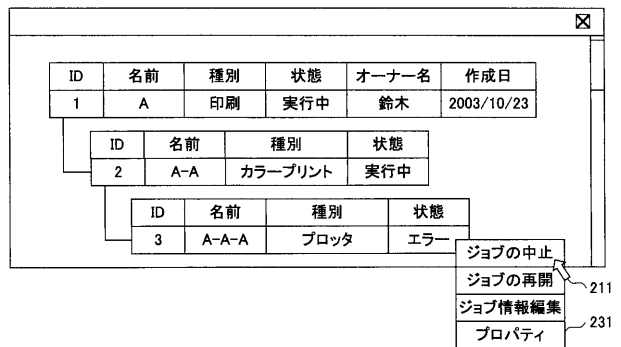 ID 名前 種別 状態 オーナー名 作成日
1 A 印刷 実行中 鈴木 2003/10/23
ID 名前 種別 状態
2 A-A カラープリント 実行中
ID 名前 種別 状態
3 A-A-A プロッタ エラー
ジョブの中止
ジョブの再開
211
ジョブ情報編集
プロパティ
231